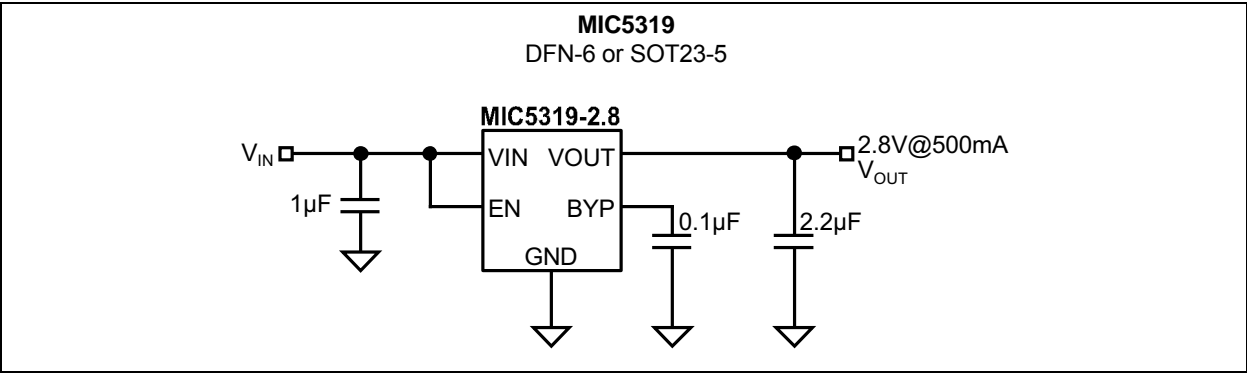 MIC5319
DFN-6 or SOT23-5
MIC5319-2.8
VIN
VIN VOUT
2.8V@500mA
VOUT
1µF
EN BYP
0.1µF
2.2µF
GND